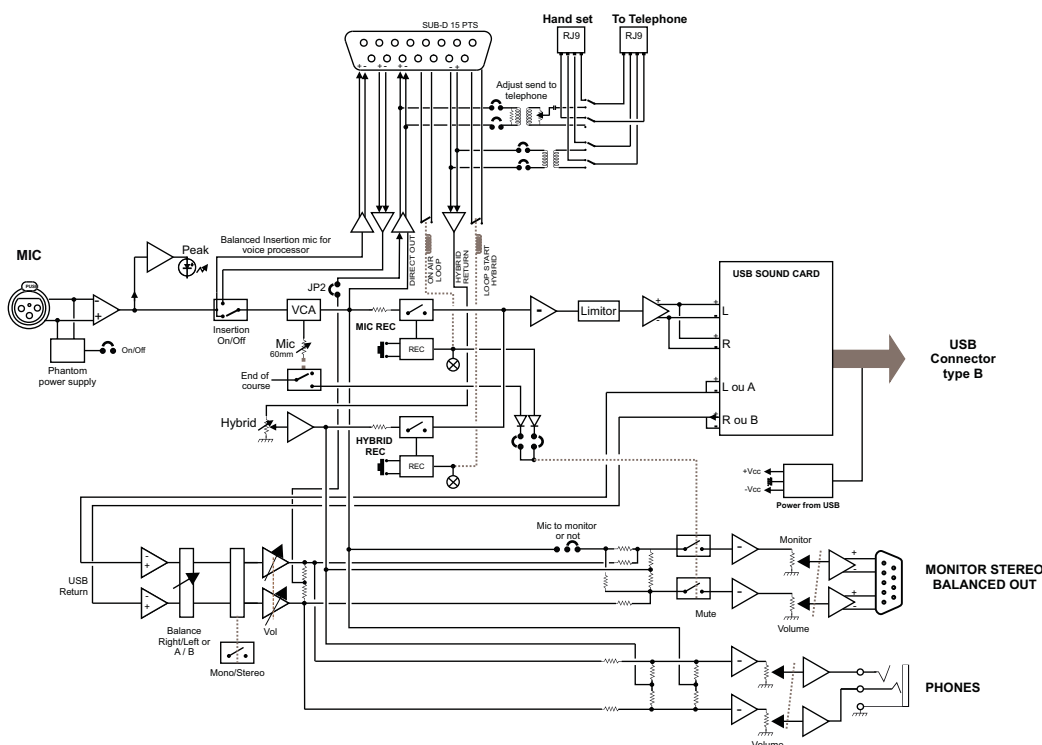 Hand set
To Telephone
SUB-D 15 PTS
RJ9
RJ9
+ -
+ -
- +
Adjust send to
telephone
MIC
PUSH
Peak
Balanced Insertion mic for
voice processor
DIRECT OUT
ON AIR
LOOP
HYBRID
RETURN
LOOP START
HYBRID
USB SOUND CARD
JP2
VCA
Limitor
L
R
MIC REC
REC
Insertion
On/Off
On/Off
Phantom
power supply
Mic
60mm
End of
course
USB
Connector
type B
L ou A
R ou B
Hybrid
HYBRID
REC
REC
+Vcc
-Vcc
Power from USB
Mic to monitor
or not
Monitor
MONITOR STEREO
BALANCED OUT
USB
Return
Balance
Right/Left or
A / B
Vol
Mono/Stereo
Mute
Volume
PHONES
Volume